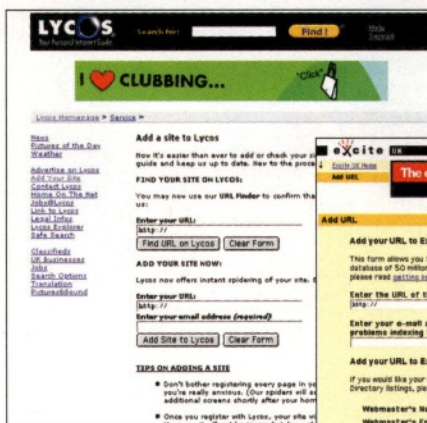 LYCOS
Your Personal Internet Guide
Search for:
Find !
I CLUBBING...
"Click"
Lycos Homepage > Service >
News
Pictures of the Day
Weather
Advertise on Lycos
Add Your Site
Contact Lycos
Home On The Net
Jobs@Lycos
Link to Lycos
Legal Infos
Lycos Explorer
Safe Search
Classifieds
UK Businesses
Jobs
Search Options
Translation
Pictures&Sound
Add a site to Lycos
Now it's easier than ever to add or check your
guide and keep us up to date. New to the proce
FIND YOUR SITE ON LYCOS:
You may now use our URL Finder to confirm tha
us:
Enter your URL:
http://
Find URL on Lycos Clear Form
ADD YOUR SITE NOW:
Lycos now offers instant spidering of your site.
Enter your URL:
http://
Enter your email address (required)
Add Site to Lycos Clear Form
TIPS ON ADDING A SITE
Don't bother registering every page in yo
you're really anxious. (Our spiders will
additional screens shortly after your hom
Once you register with Lycos, your site
excite UK
Excite UK Home
Add URL
The
Add URL
Add your URL to E
This form allows you
database of 50 million
please read getting
Enter the URL of t
http://
Enter your e-mail
problems indexing
Add your URL to E
If you would like your
Directory listings, ple
Webmaster's Na
Webmaster's